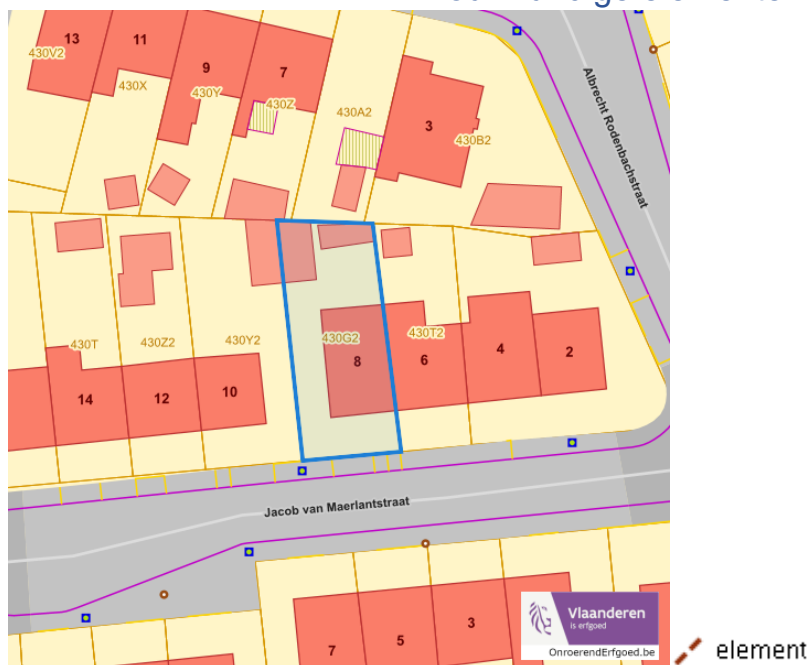 13
11
9
7
3
430V2
430X
430Y
430Z
430A2
430B2
Albrecht Rodenbachstraat
430T
430Z2
430Y2
430G2
430T2
14
12
10
8
6
4
2
Jacob van Maerlantstraat
7
5
3
Vlaanderen
is erfgoed
OnroerendErfgoed.be
element